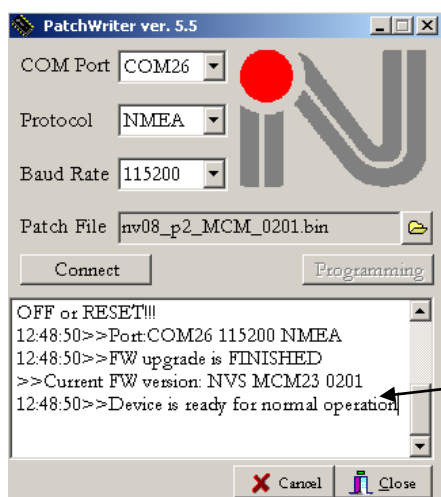 PatchWriter ver. 5.5
COM Port COM26
Protocol NMEA
Baud Rate 115200
Patch File nv08_p2_MCM_0201.bin
Connect Programming
OFF or RESET!!!
12:48:50>>Port:COM26 115200 NMEA
12:48:50>>FW upgrade is FINISHED
>>Current FW version: NVS MCM23 0201
12:48:50>>Device is ready for normal operation
Cancel Close